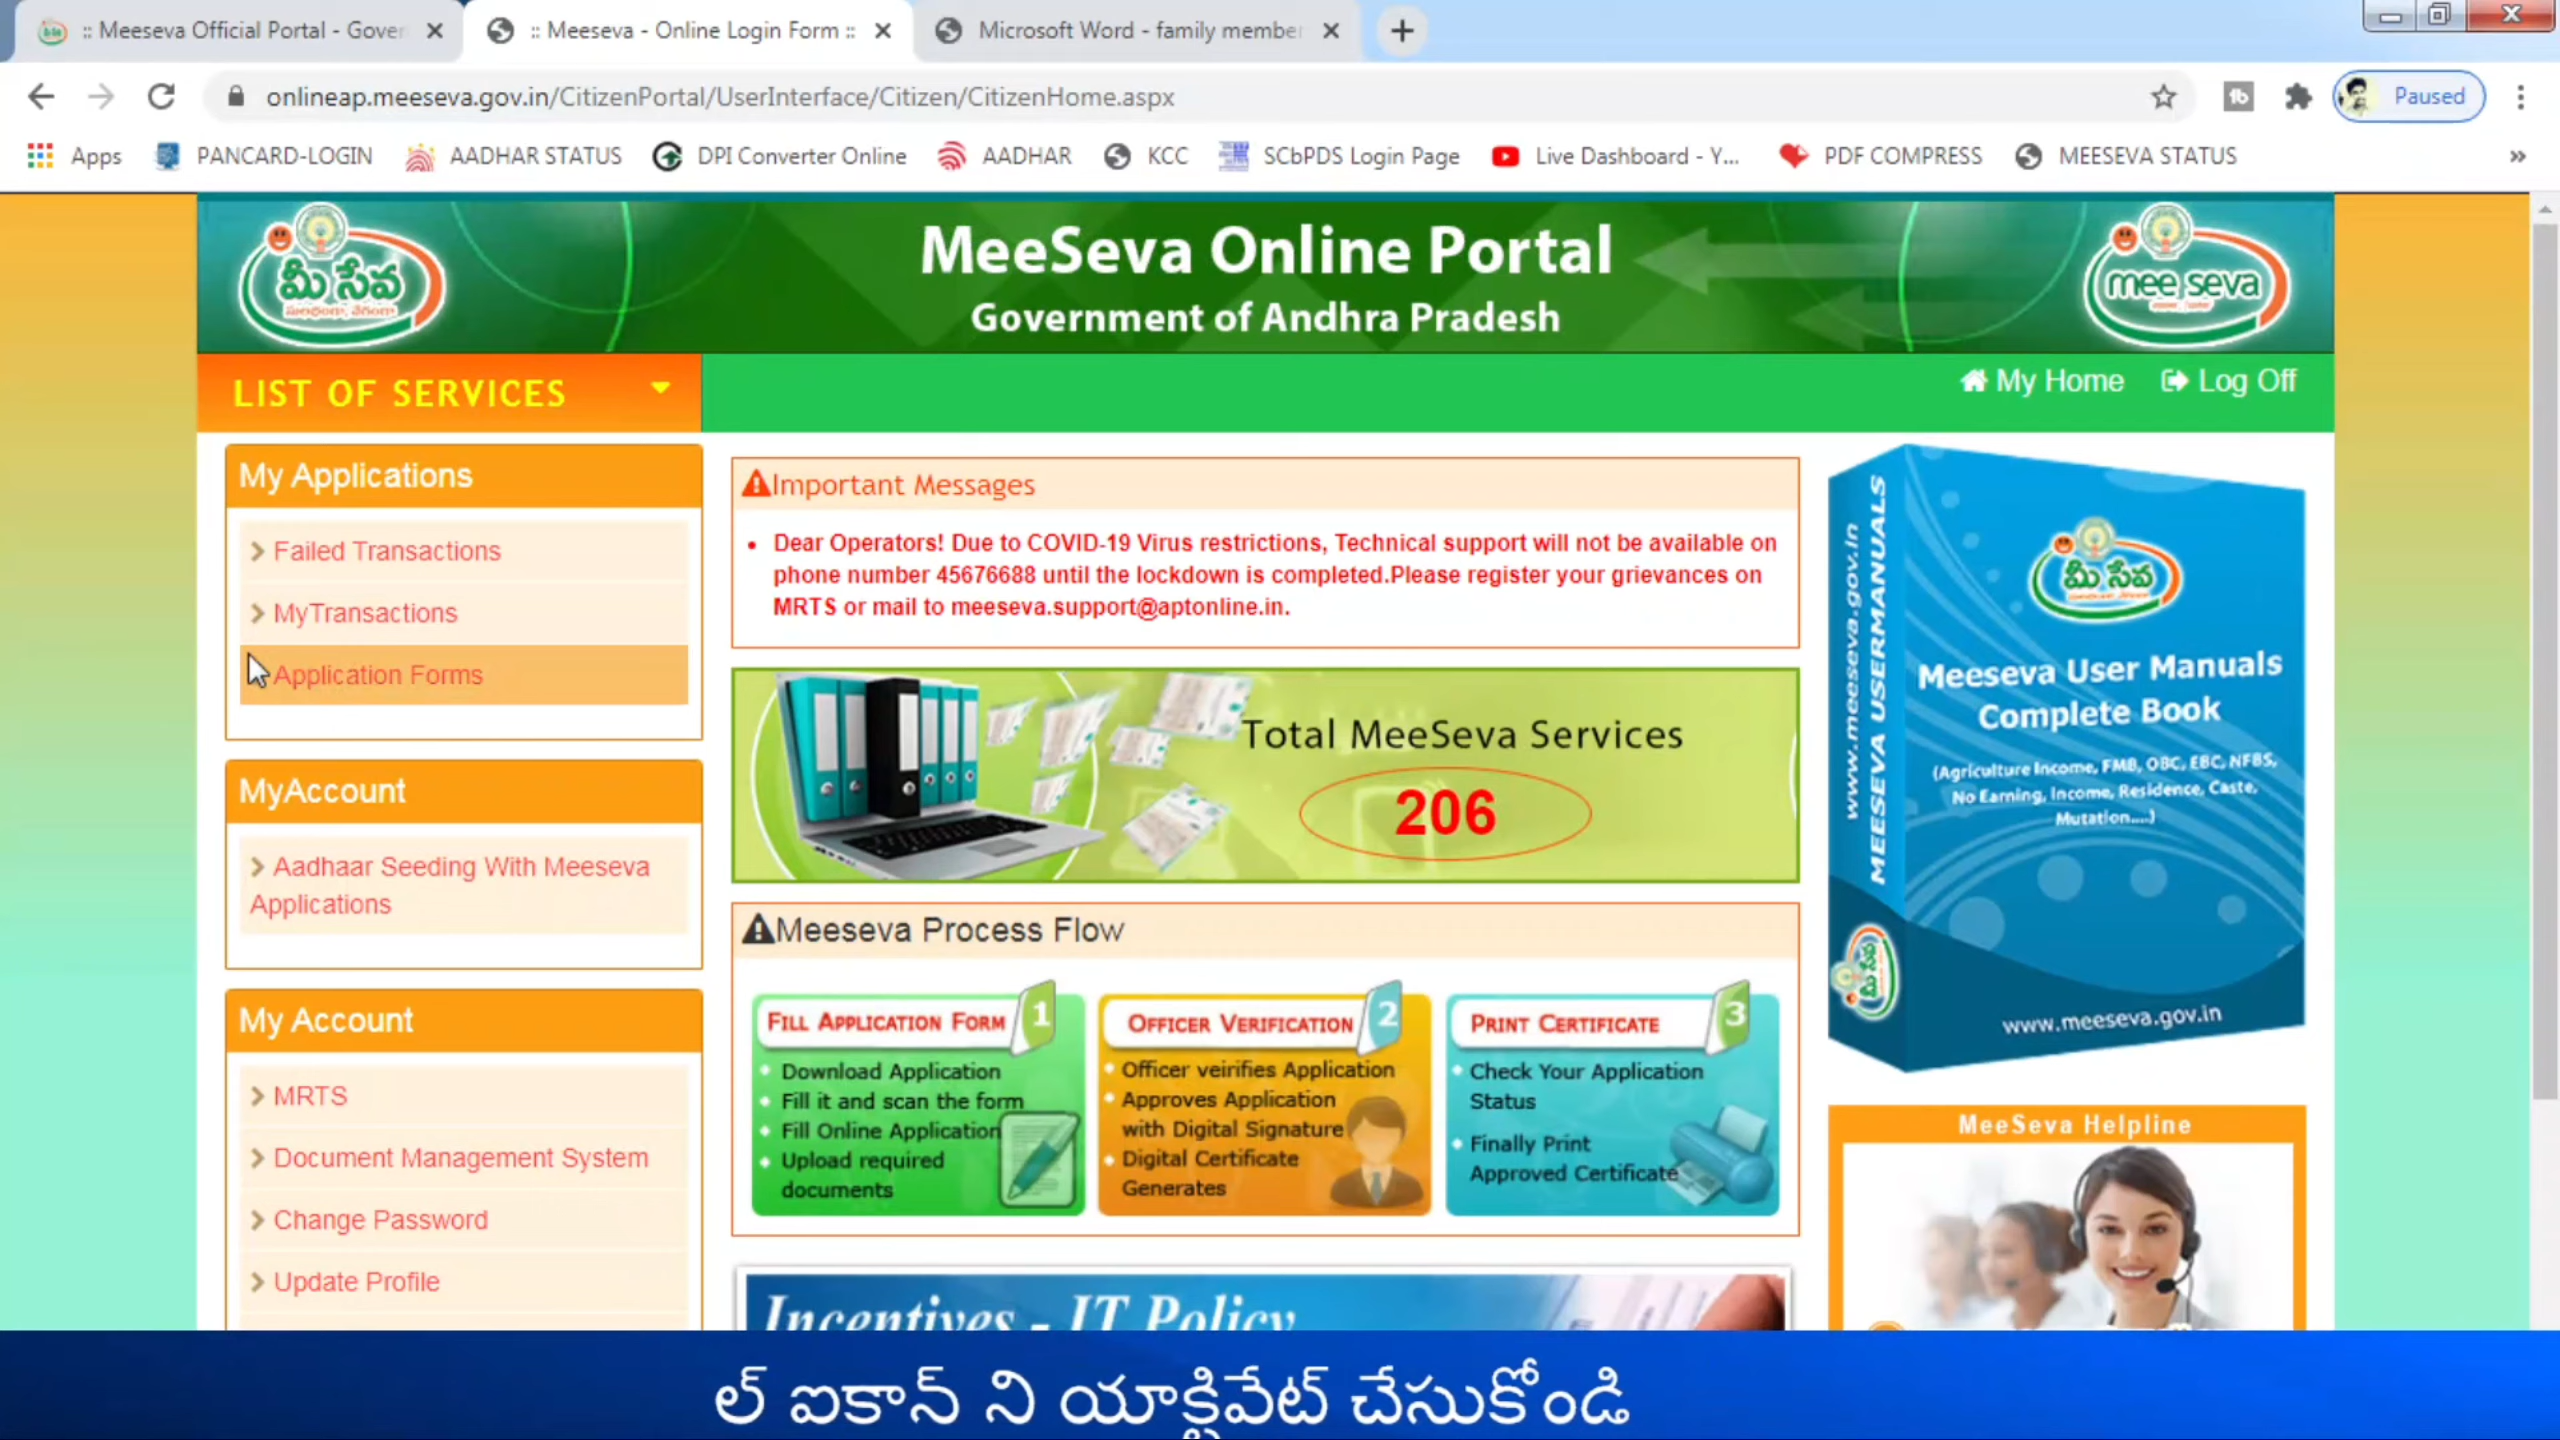 :: Meeseva Official Portal - Gover
:: Meeseva - Online Login Form ::
Microsoft Word - family member
onlineap.meeseva.gov.in/CitizenPortal/UserInterface/Citizen/CitizenHome.aspx
Paused
Apps
PANCARD-LOGIN
AADHAR STATUS
DPI Converter Online
AADHAR
KCC
SCbPDS Login Page
Live Dashboard - Y...
PDF COMPRESS
MEESEVA STATUS
మీ సేవ
MeeSeva Online Portal
Government of Andhra Pradesh
mee seva
LIST OF SERVICES
My Home
Log Off
My Applications
Failed Transactions
MyTransactions
Application Forms
MyAccount
Aadhaar Seeding With Meeseva
Applications
My Account
MRTS
Document Management System
Change Password
Update Profile
Important Messages
Dear Operators! Due to COVID-19 Virus restrictions, Technical support will not be available on
phone number 45676688 until the lockdown is completed.Please register your grievances on
MRTS or mail to meeseva.support@aptonline.in.
Total MeeSeva Services
206
Meeseva Process Flow
FILL APPLICATION FORM 1
Download Application
Fill it and scan the form
Fill Online Application
Upload required
documents
OFFICER VERIFICATION 2
Officer veirifies Application
Approves Application
with Digital Signature
Digital Certificate
Generates
PRINT CERTIFICATE 3
Check Your Application
Status
Finally Print
Approved Certificate
Incentives - IT Policy
www.meeseva.gov.in
MEESEVA USERMANUALS
మీ సేవ
Meeseva User Manuals
Complete Book
(Agriculture Income, FMB, OBC, EBC, NFBS,
No Earning, Income, Residence, Caste,
Mutation....)
మీ సేవ
www.meeseva.gov.in
MeeSeva Helpline
ల్ ఐకాన్ ని యాక్టివేట్ చేసుకోండి